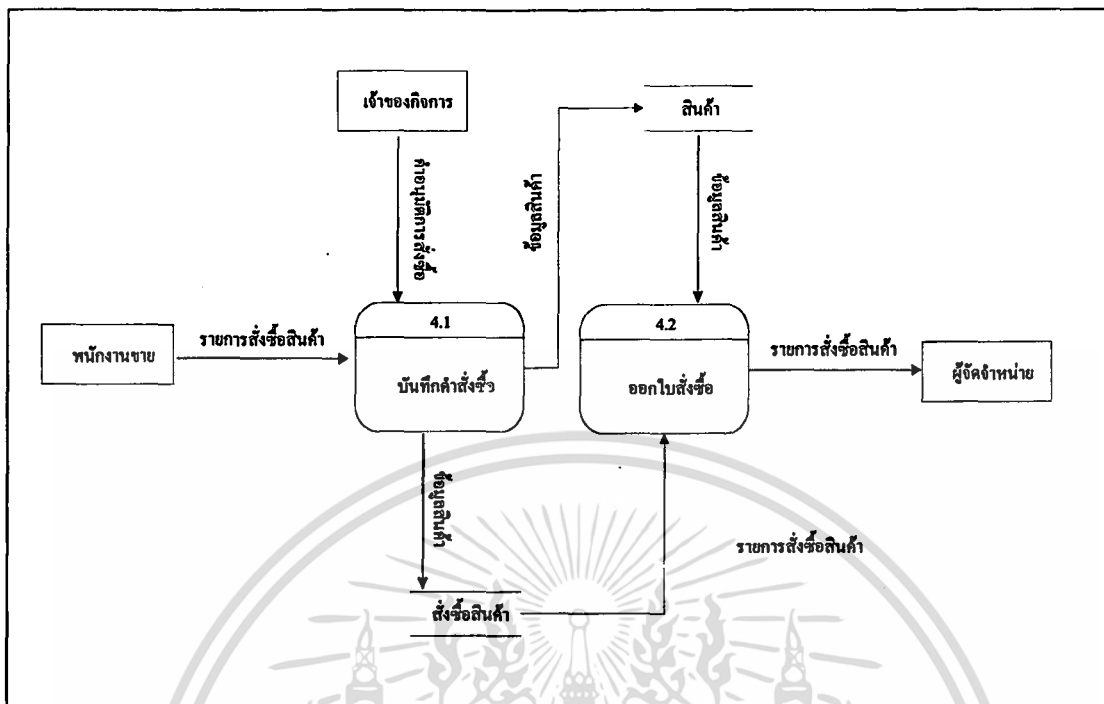 เจ้าของกิจการ
สินค้า
คำอนุมัติการสั่งซื้อ
ข้อมูลสินค้า
ข้อมูลสินค้า
พนักงานขาย
รายการสั่งซื้อสินค้า
4.1
บันทึกคำสั่งซื้อ
4.2
ออกใบสั่งซื้อ
รายการสั่งซื้อสินค้า
ผู้จัดจำหน่าย
ข้อมูลสินค้า
รายการสั่งซื้อสินค้า
สั่งซื้อสินค้า